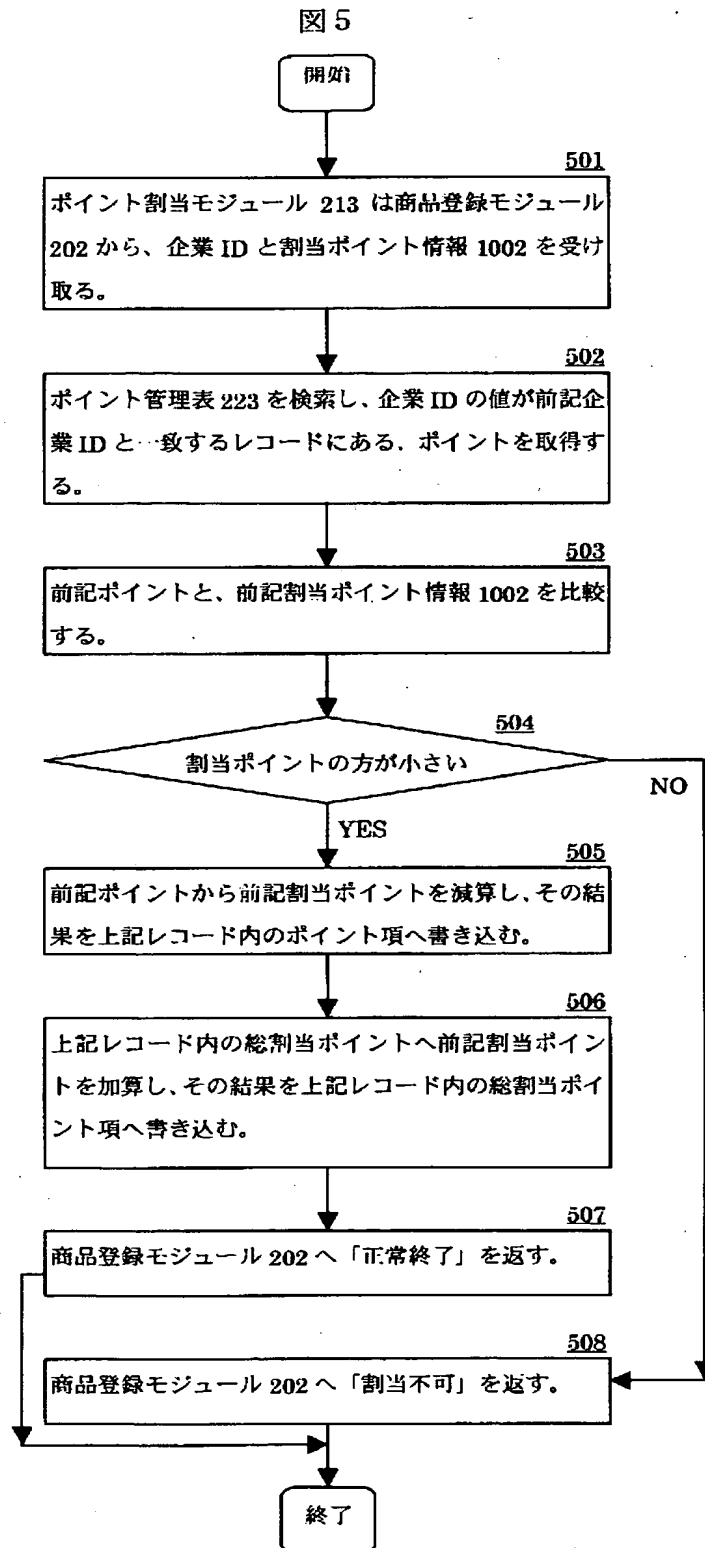 図5
開始
501
ポイント割当モジュール 213 は商品登録モジュール
202 から、企業 ID と割当ポイント情報 1002 を受け
取る。
502
ポイント管理表 223 を検索し、企業 ID の値が前記企
業 ID と一致するレコードにある、ポイントを取得す
る。
503
前記ポイントと、前記割当ポイント情報 1002 を比較
する。
504
割当ポイントの方が小さい
NO
YES
505
前記ポイントから前記割当ポイントを減算し、その結
果を上記レコード内のポイント項へ書き込む。
506
上記レコード内の総割当ポイントへ前記割当ポイン
トを加算し、その結果を上記レコード内の総割当ポイ
ント項へ書き込む。
507
商品登録モジュール 202 へ「正常終了」を返す。
508
商品登録モジュール 202 へ「割当不可」を返す。
終了